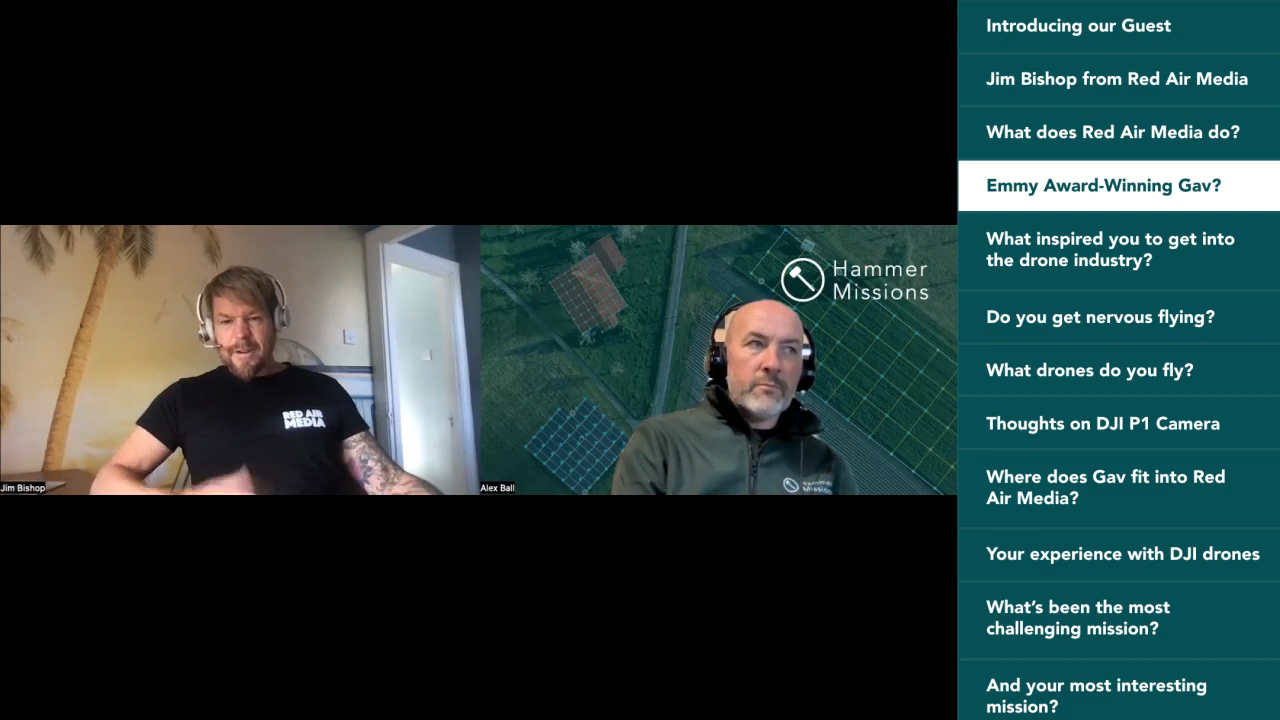 Introducing our Guest
Jim Bishop from Red Air Media
What does Red Air Media do?
Emmy Award-Winning Gav?
What inspired you to get into
the drone industry?
Do you get nervous flying?
What drones do you fly?
Thoughts on DJI P1 Camera
Where does Gav fit into Red
Air Media?
Your experience with DJI drones
What's been the most
challenging mission?
And your most interesting
mission?
Hammer
Missions
RED AIR
MEDIA
Hammer
Missions
Jim Bishop
Alex Ball